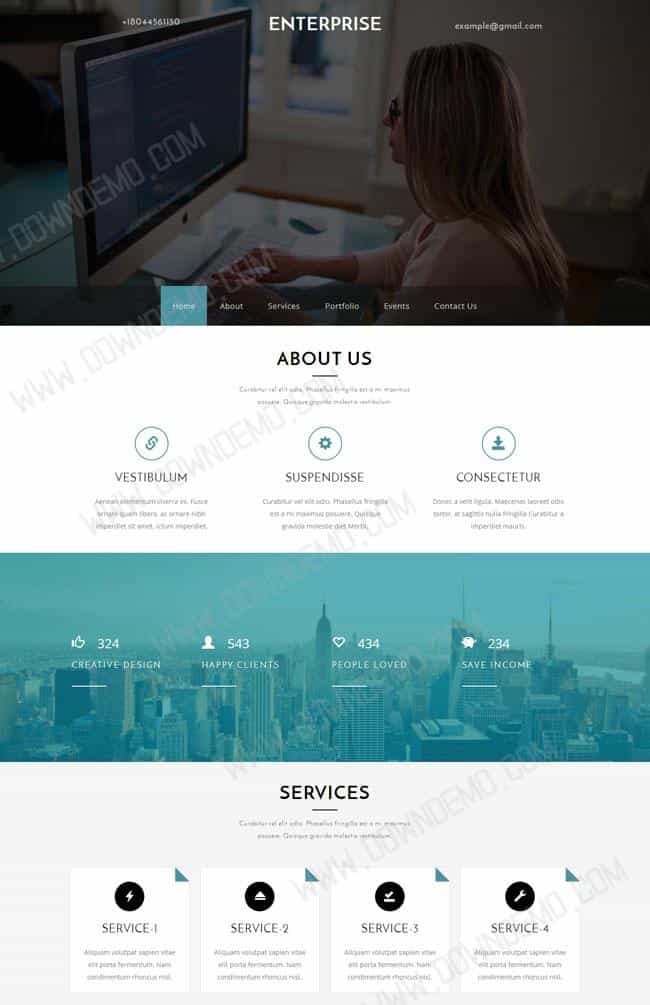 +18044561150
ENTERPRISE
example@gmail.com
Home About Services Portfolio Events Contact Us
ABOUT US
Curabitur vel elit odio. Phasellus fringilla est a mi maximus
posuere. Quisque gravida molestie vestibulum.
VESTIBULUM
Aenean elementum viverra ex. Fusce
ornare quam libero, ac ornare nibh
imperdiet sit amet. Ictum imperdiet.
SUSPENDISSE
Curabitur vel elit odio. Phasellus fringilla
est a mi maximus posuere. Quisque
gravida molestie diet Morbi.
CONSECTETUR
Donec a velit ligula. Maecenas laoreet odio
tortor, at sagittis nulla fringilla Curabitur a
imperdiet mauris.
324
CREATIVE DESIGN
543
HAPPY CLIENTS
434
PEOPLE LOVED
234
SAVE INCOME
SERVICES
Curabitur vel elit odio. Phasellus fringilla est a mi maximus
posuere. Quisque gravida molestie vestibulum.
SERVICE-1
Aliquam volutpat sapien vitae
elit porta fermentum. Nam
condimentum rhoncus nisl.
SERVICE-2
Aliquam volutpat sapien vitae
elit porta fermentum. Nam
condimentum rhoncus nisl.
SERVICE-3
Aliquam volutpat sapien vitae
elit porta fermentum. Nam
condimentum rhoncus nisl.
SERVICE-4
Aliquam volutpat sapien vitae
elit porta fermentum. Nam
condimentum rhoncus nisl.
WWW.DOWNDEMO.COM